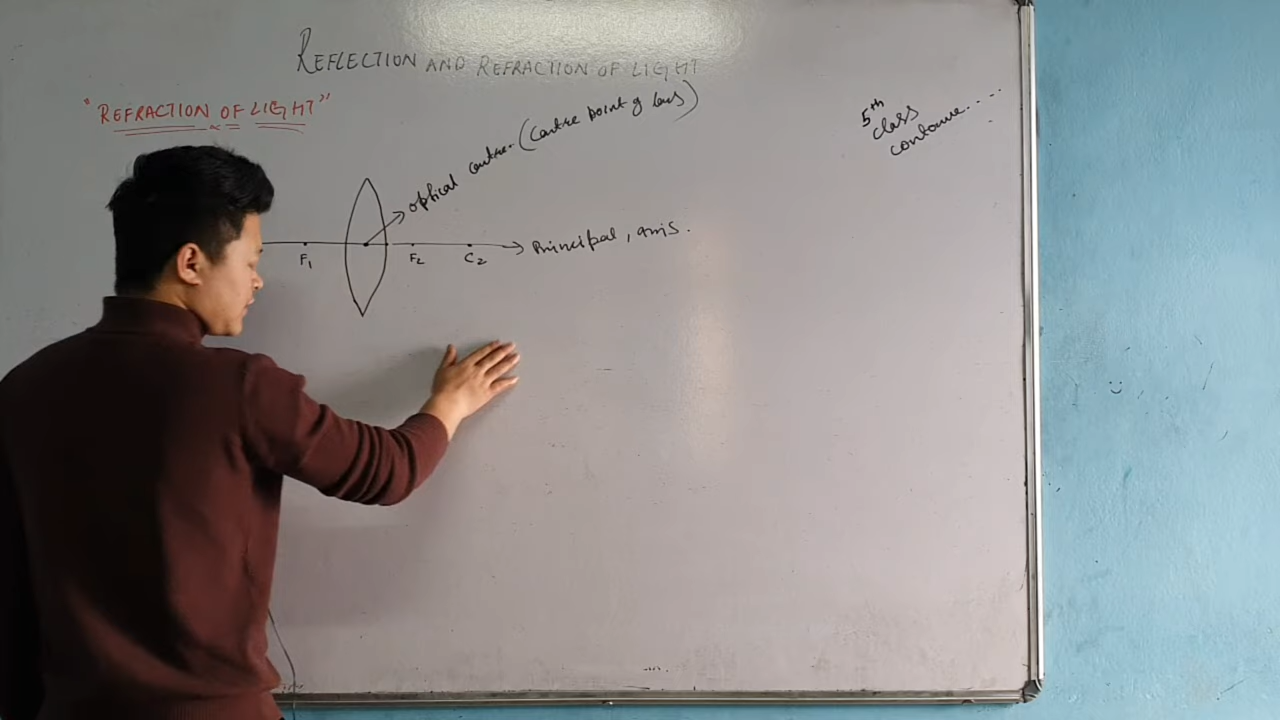 REFLECTION AND REFRACTION OF LIGHT
"REFRACTION OF LIGHT"
5th
class
continue....
optical centre. (Centre point of lens)
F1
F2
C2
Principal, axis.